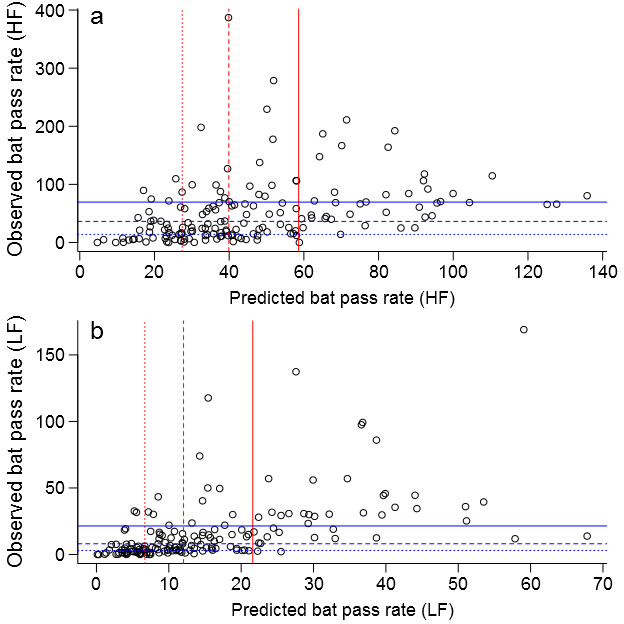 a
Observed bat pass rate (HF)
400
300
200
100
0
0 20 40 60 80 100 120 140
Predicted bat pass rate (HF)
b
Observed bat pass rate (LF)
150
100
50
0
0 10 20 30 40 50 60 70
Predicted bat pass rate (LF)